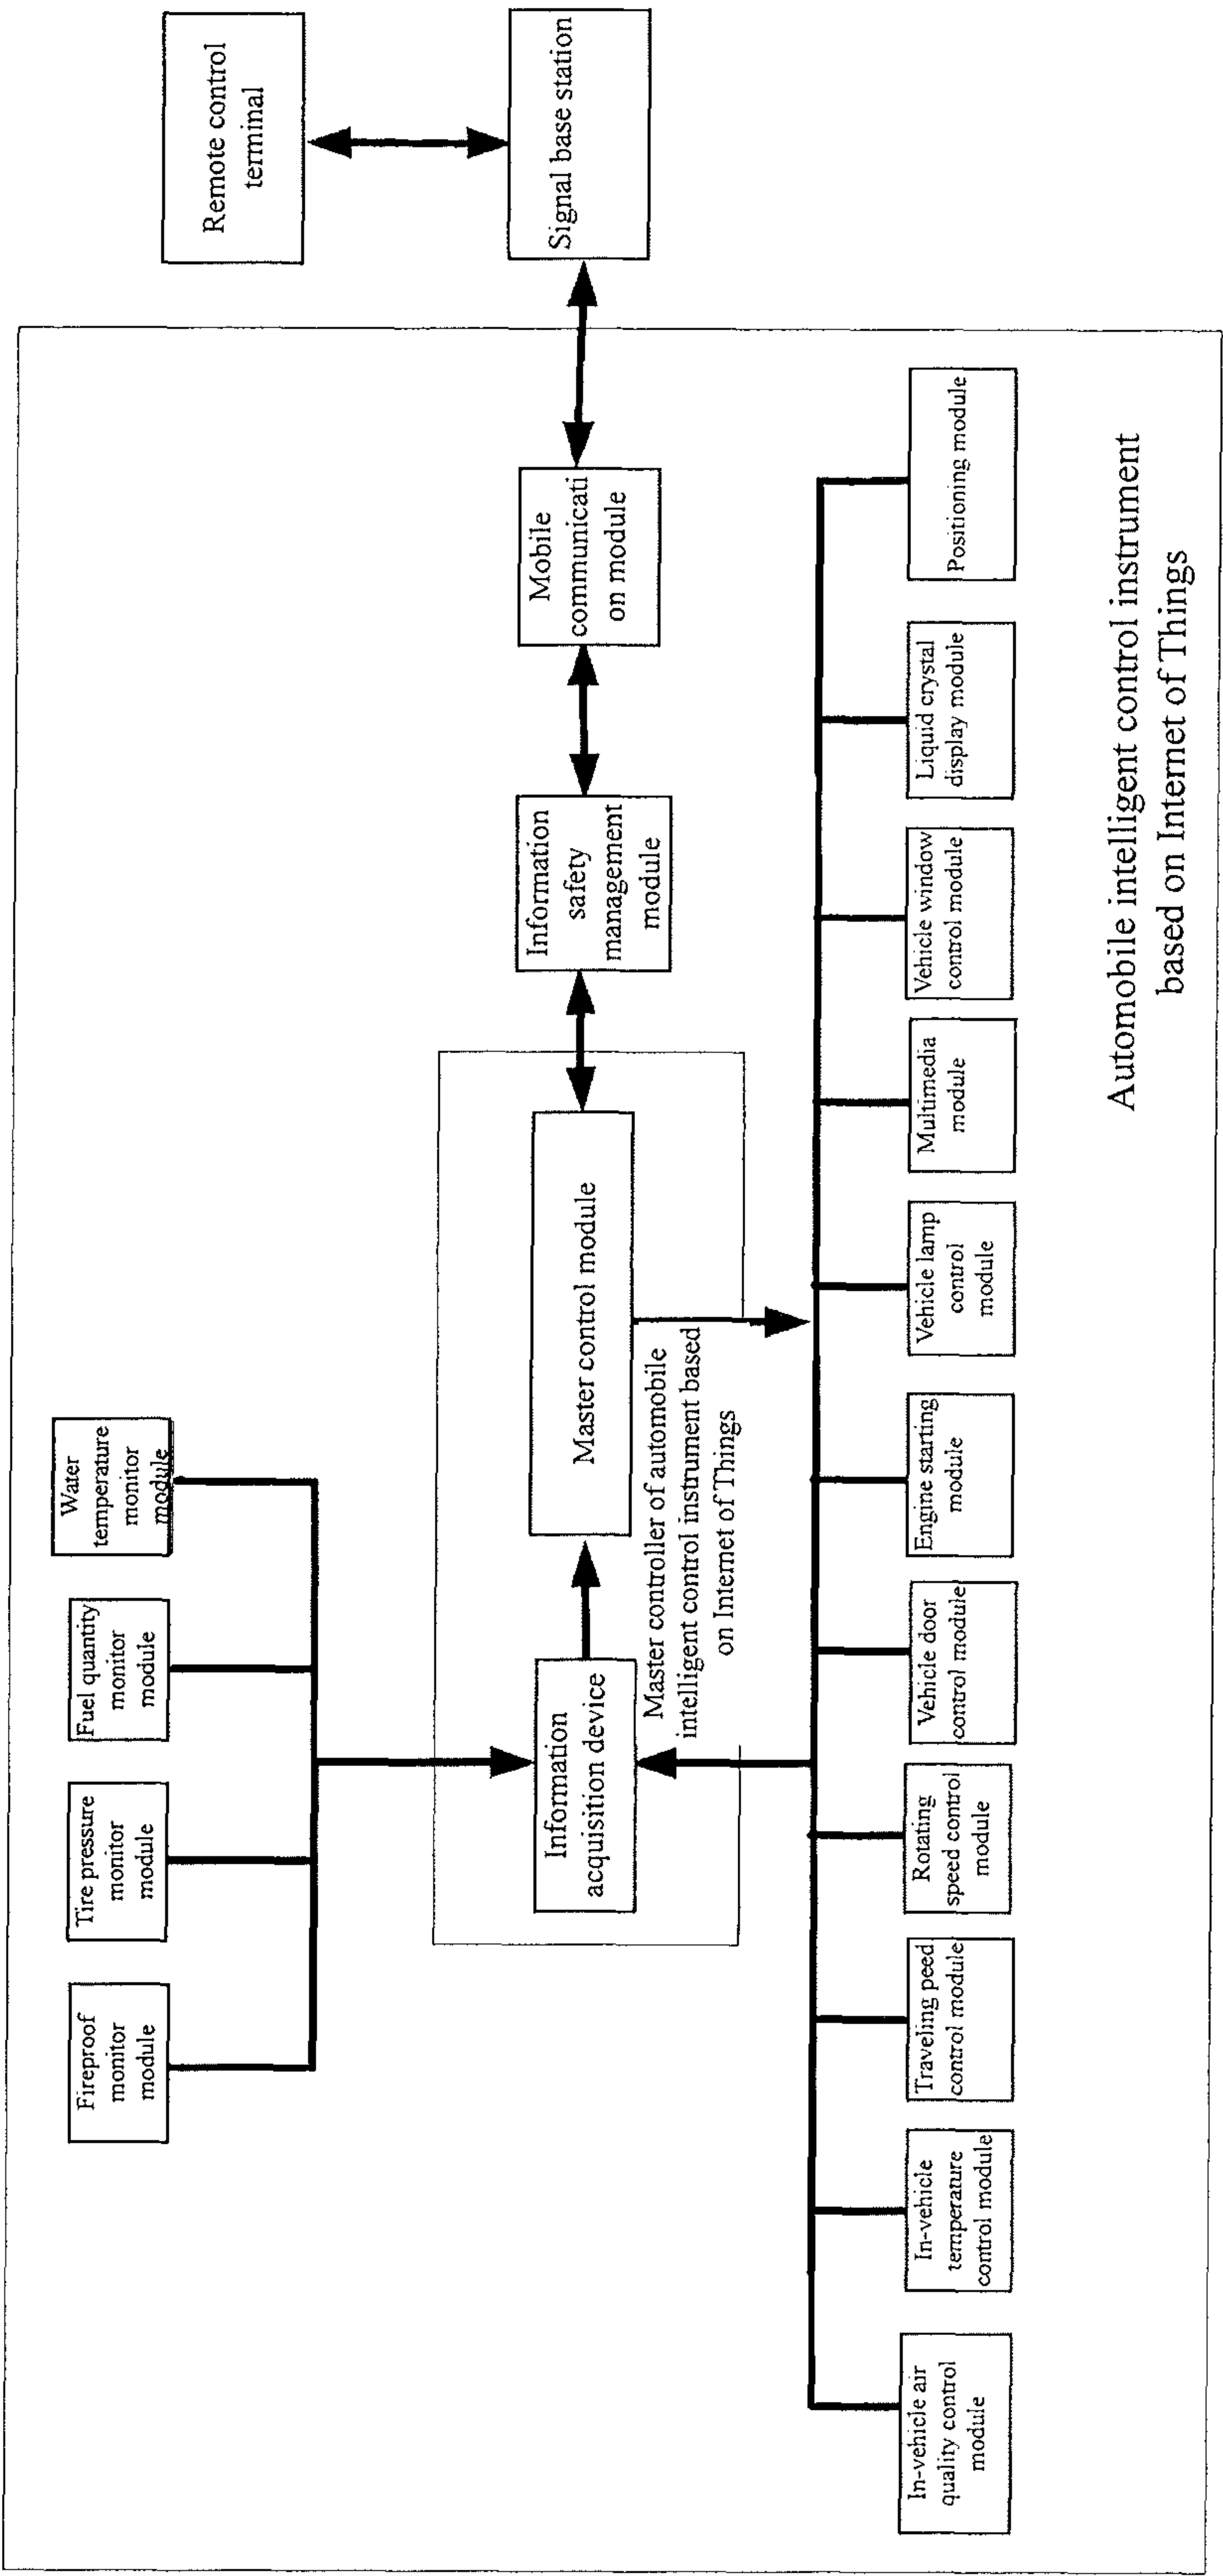 Remote control
terminal
Signal base station
Mobile
communicati
on module
Information
safety
management
module
Master control module
Information
acquisition device
Master controller of automobile
intelligent control instrument based
on Internet of Things
Fireproof
monitor
module
Tire pressure
monitor
module
Fuel quantity
monitor
module
Water
temperature
monitor
module
In-vehicle air
quality control
module
In-vehicle
temperature
control module
Traveling peed
control module
Rotating
speed control
module
Vehicle door
control module
Engine starting
module
Vehicle lamp
control
module
Multimedia
module
Vehicle window
control module
Liquid crystal
display module
Positioning module
Automobile intelligent control instrument
based on Internet of Things